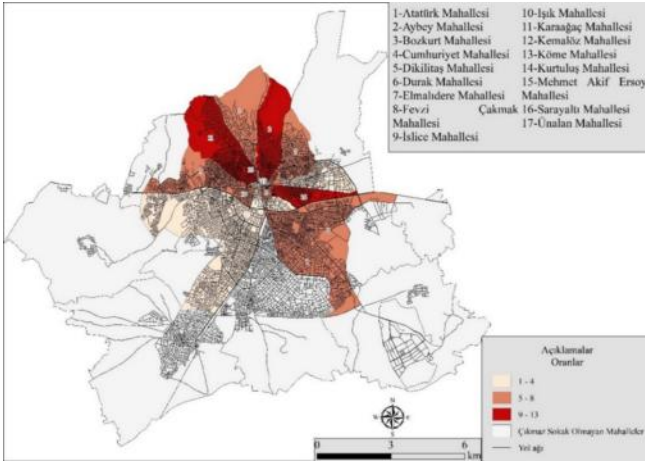 1-Atatürk Mahallesi
2-Aybey Mahallesi
3-Bozkurt Mahallesi
4-Cumhuriyet Mahallesi
5-Dikilitaş Mahallesi
6-Durak Mahallesi
7-Elmalıdere Mahallesi
8-Fevzi Çakmak
Mahallesi
9-İslice Mahallesi
10-Işık Mahallesi
11-Karaağaç Mahallesi
12-Kemalöz Mahallesi
13-Köme Mahallesi
14-Kurtuluş Mahallesi
15-Mehmet Akif Ersoy
Mahallesi
16-Sarayaltı Mahallesi
17-Ünalan Mahallesi
Açıklamalar
Oranlar
1 - 4
5 - 8
9 - 13
Çıkmaz Sokak Olmayan Mahalleler
Yol ağı
N
W E
S
0 3 6
km